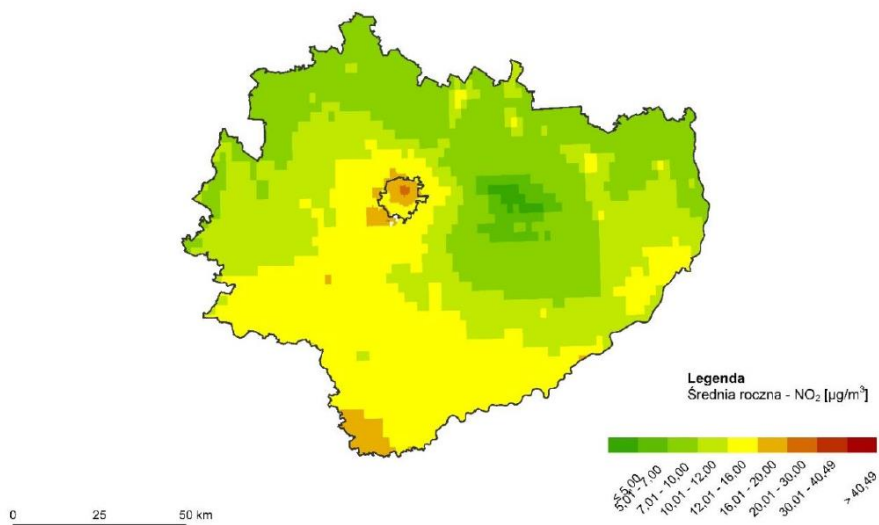 Legenda
Średnia roczna - NO₂ [µg/m³]
≤ 5,00
5,01 - 7,00
7,01 - 10,00
10,01 - 12,00
12,01 - 16,00
16,01 - 20,00
20,01 - 30,00
30,01 - 40,49
> 40,49
0 25 50 km